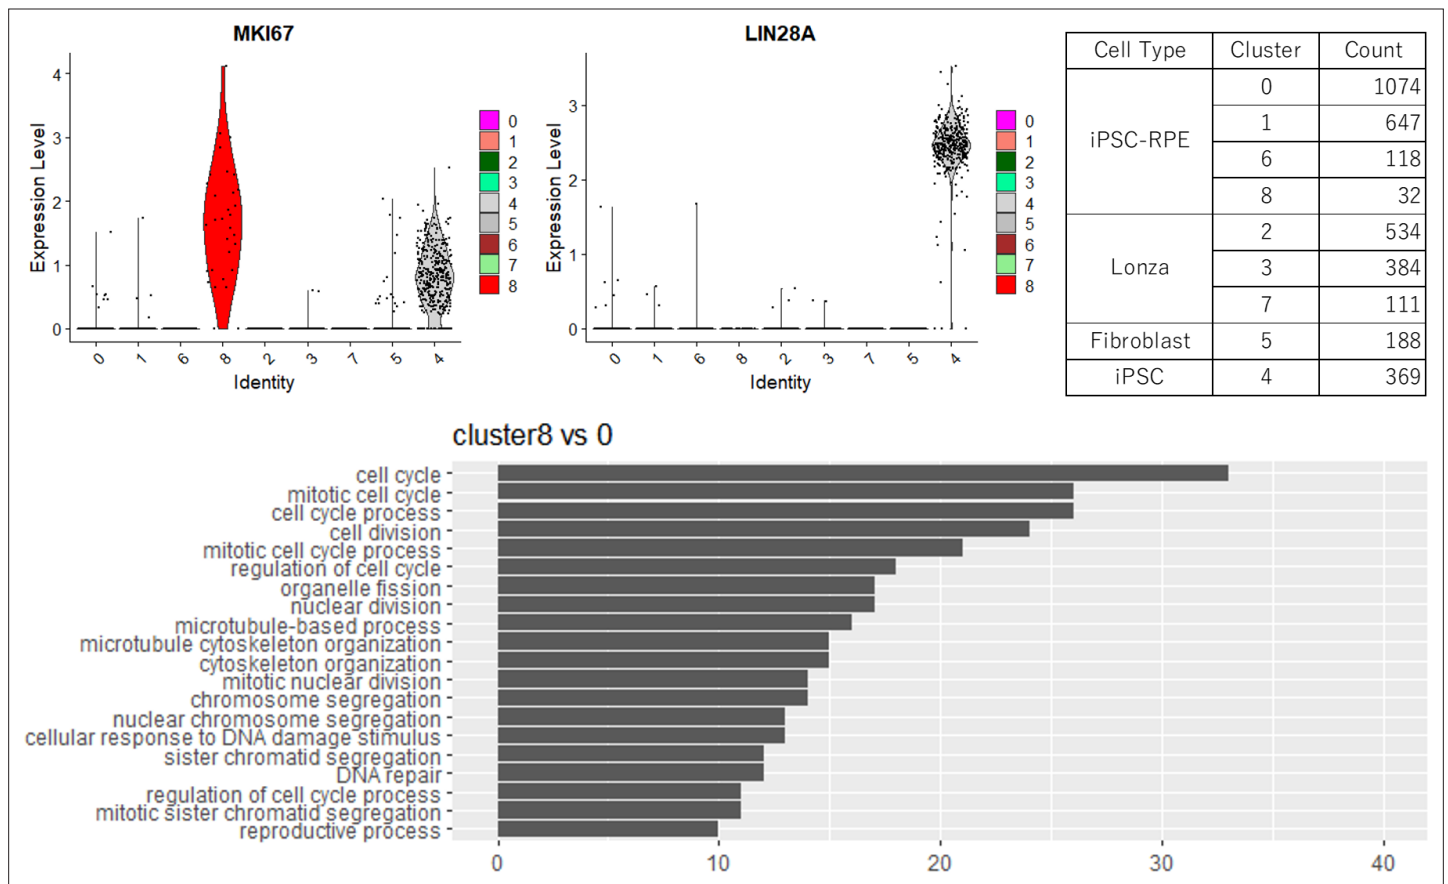 MKI67
Expression Level
4
3
2
1
0
0
1
6
8
2
3
7
5
4
Identity
0
1
2
3
4
5
6
7
8
LIN28A
Expression Level
3
2
1
0
0
1
6
8
2
3
7
5
4
Identity
0
1
2
3
4
5
6
7
8
Cell Type Cluster Count
iPSC-RPE
0 1074
1 647
6 118
8 32
Lonza
2 534
3 384
7 111
Fibroblast 5 188
iPSC 4 369
cluster8 vs 0
cell cycle
mitotic cell cycle
cell cycle process
cell division
mitotic cell cycle process
regulation of cell cycle
organelle fission
nuclear division
microtubule-based process
microtubule cytoskeleton organization
cytoskeleton organization
mitotic nuclear division
chromosome segregation
nuclear chromosome segregation
cellular response to DNA damage stimulus
sister chromatid segregation
DNA repair
regulation of cell cycle process
mitotic sister chromatid segregation
reproductive process
0 10 20 30 40